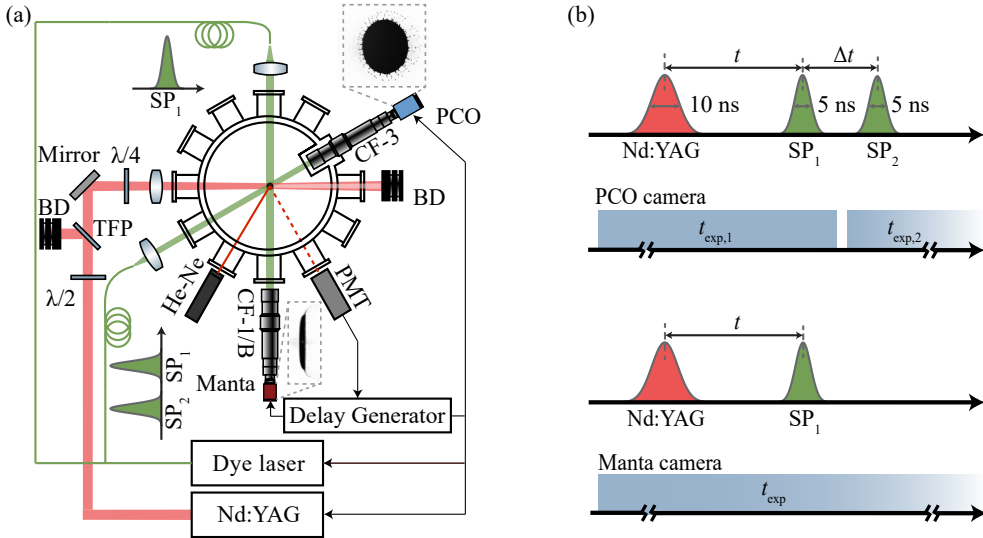 (a)
SP1
PCO
CF-3
Mirror
λ/4
BD
TFP
BD
λ/2
He-Ne
PMT
CF-1/B
SP1
SP2
Manta
Delay Generator
Dye laser
Nd:YAG
(b)
t
Δt
10 ns
5 ns
5 ns
Nd:YAG
SP1
SP2
PCO camera
texp,1
texp,2
t
Nd:YAG
SP1
Manta camera
texp